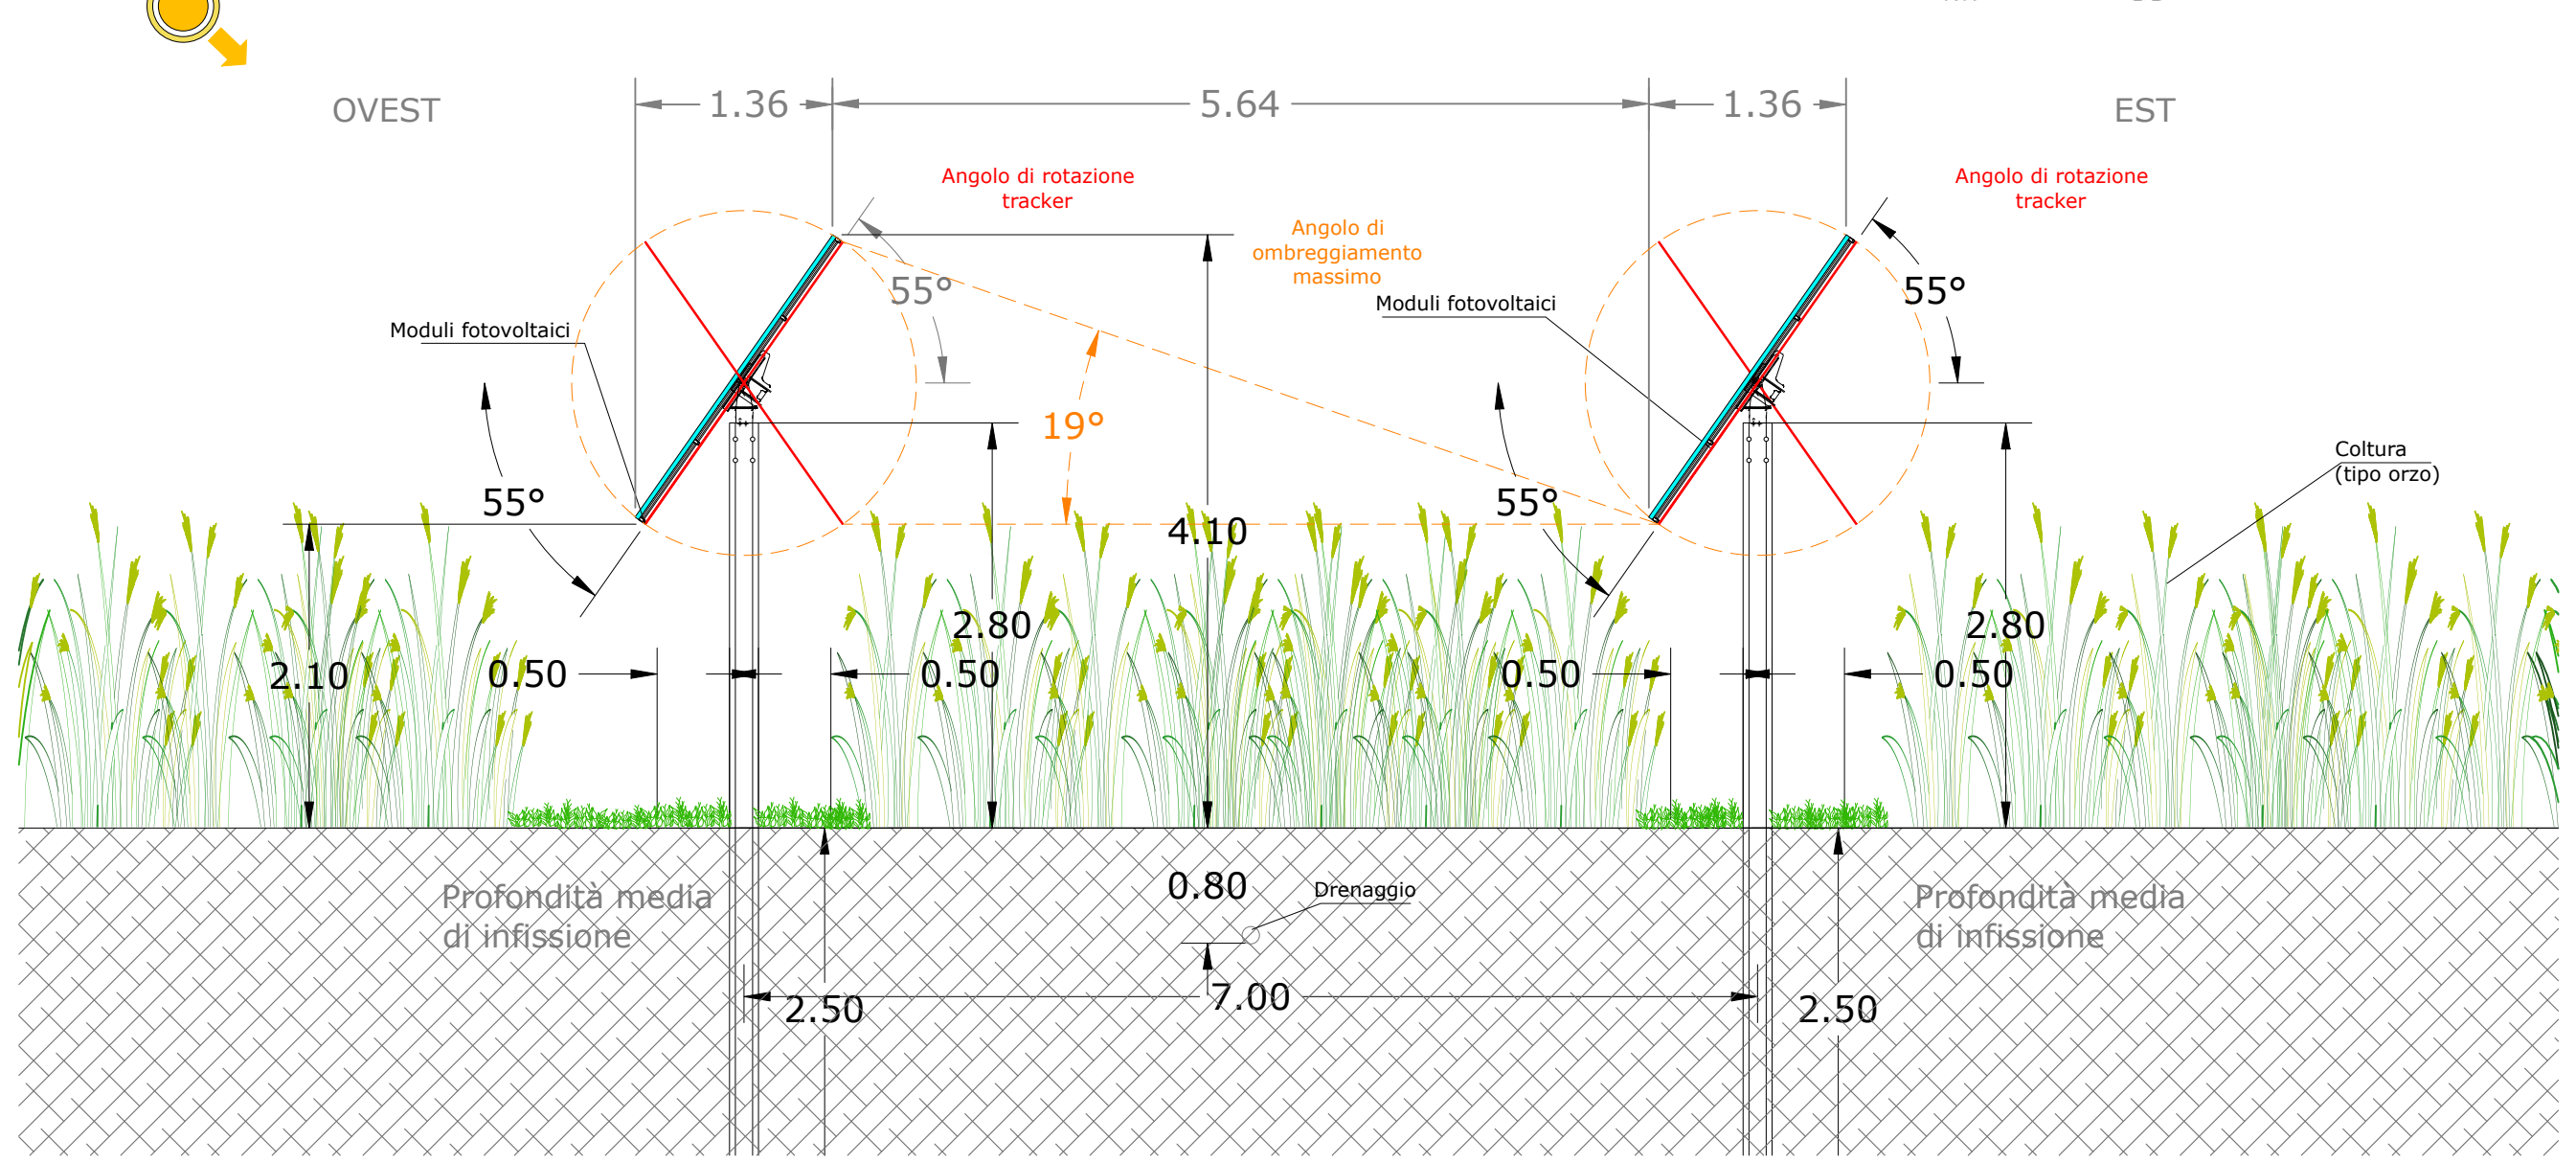 1.36
5.64
1.36
OVEST
EST
Angolo di rotazione
tracker
Angolo di rotazione
tracker
Angolo di
ombreggiamento
massimo
55°
55°
Moduli fotovoltaici
Moduli fotovoltaici
19°
Coltura
(tipo orzo)
55°
55°
4.10
2.80
2.80
2.10
0.50
0.50
0.50
0.50
Profondità media
di infissione
0.80
Drenaggio
Profondità media
di infissione
2.50
7.00
2.50